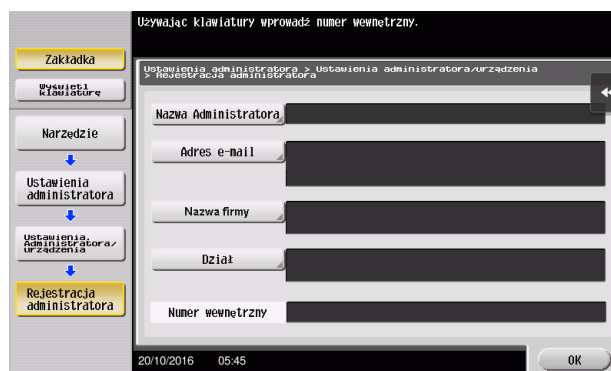 Używając klawiatury wprowadź numer wewnętrzny.
Zakładka
Wyświetl
klawiaturę
Narzędzie
Ustawienia
administratora
Ustawienia.
Administratora/
urządzenia
Rejestracja
administratora
Ustawienia administratora > Ustawienia administratora/urządzenia
> Rejestracja administratora
Nazwa Administratora
Adres e-mail
Nazwa firmy
Dział
Numer wewnętrzny
20/10/2016 05:45
OK